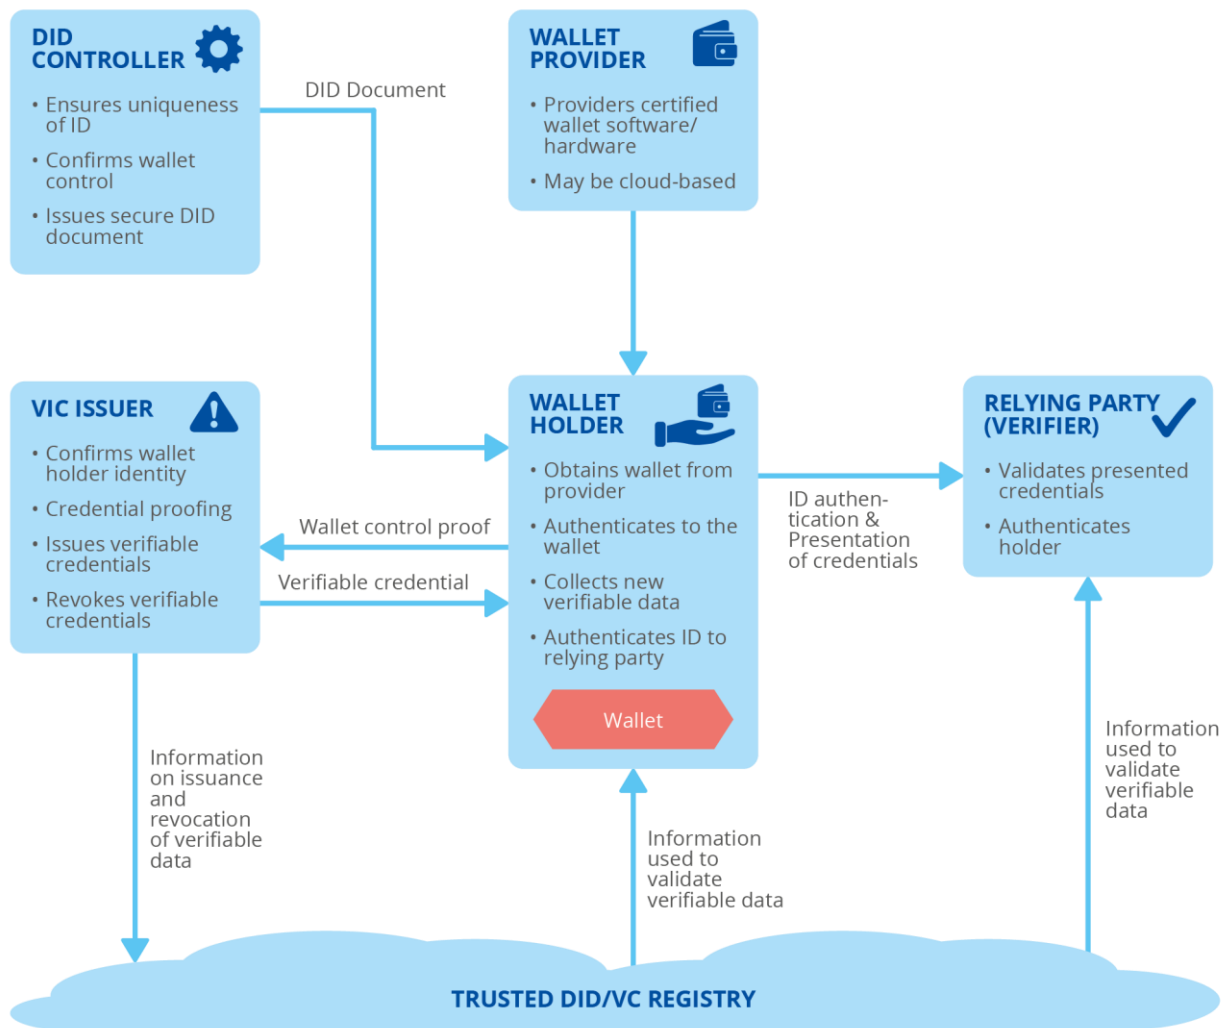 DID
CONTROLLER
• Ensures uniqueness
of ID
• Confirms wallet
control
• Issues secure DID
document
DID Document
WALLET
PROVIDER
• Providers certified
wallet software/
hardware
• May be cloud-based
VIC ISSUER
• Confirms wallet
holder identity
• Credential proofing
• Issues verifiable
credentials
• Revokes verifiable
credentials
Wallet control proof
Verifiable credential
WALLET
HOLDER
• Obtains wallet from
provider
• Authenticates to the
wallet
• Collects new
verifiable data
• Authenticates ID to
relying party
Wallet
ID authen-
tication &
Presentation
of credentials
RELYING PARTY
(VERIFIER)
• Validates presented
credentials
• Authenticates
holder
Information
on issuance
and
revocation
of verifiable
data
Information
used to
validate
verifiable data
Information
used to
validate
verifiable
data
TRUSTED DID/VC REGISTRY